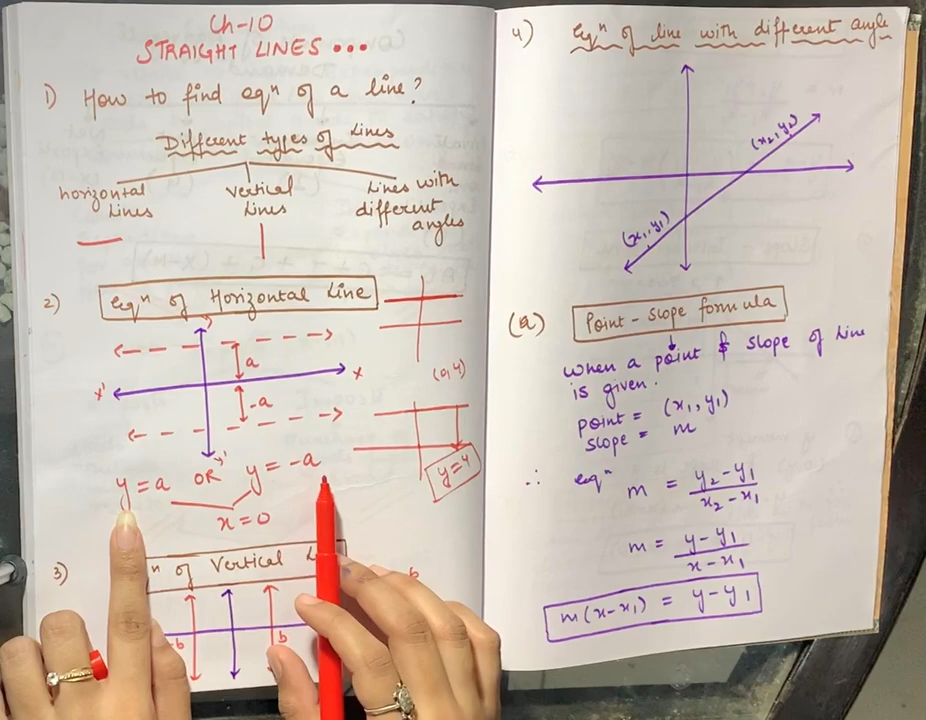 Ch-10
STRAIGHT LINES...
1) How to find eqⁿ of a line?
Different types of Lines
horizontal Lines
vertical Lines
Lines with different angles
2) eqⁿ of Horizontal Line
y
a
x' x
-a
y'
y = a OR y = -a
x = 0
(0,4)
y = 4
3) ⁿ of Vertical L
-b b
b
4) eqⁿ of line with different angle
(x₂, y₂)
(x₁, y₁)
(a) Point - slope formula
when a point & slope of line
is given.
point = (x₁, y₁)
slope = m
∴ eqⁿ m = y₂ - y₁ / x₂ - x₁
m = y - y₁ / x - x₁
m(x - x₁) = y - y₁